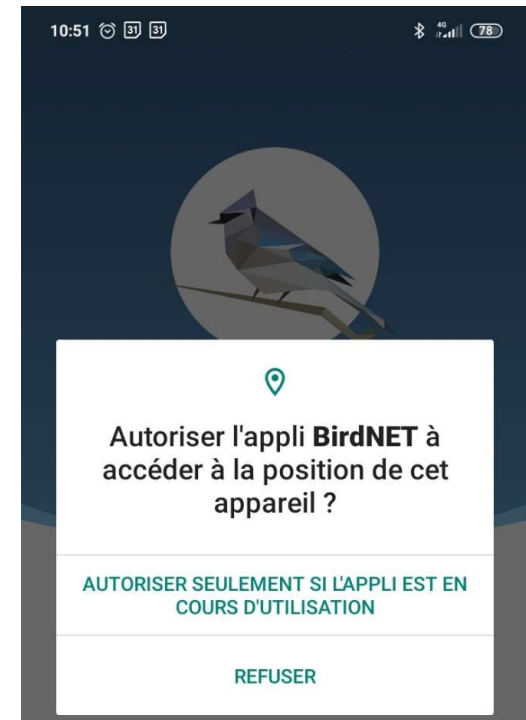 10:51 31 31 4G 78
Autoriser l'appli BirdNET à
accéder à la position de cet
appareil ?
AUTORISER SEULEMENT SI L'APPLI EST EN
COURS D'UTILISATION
REFUSER